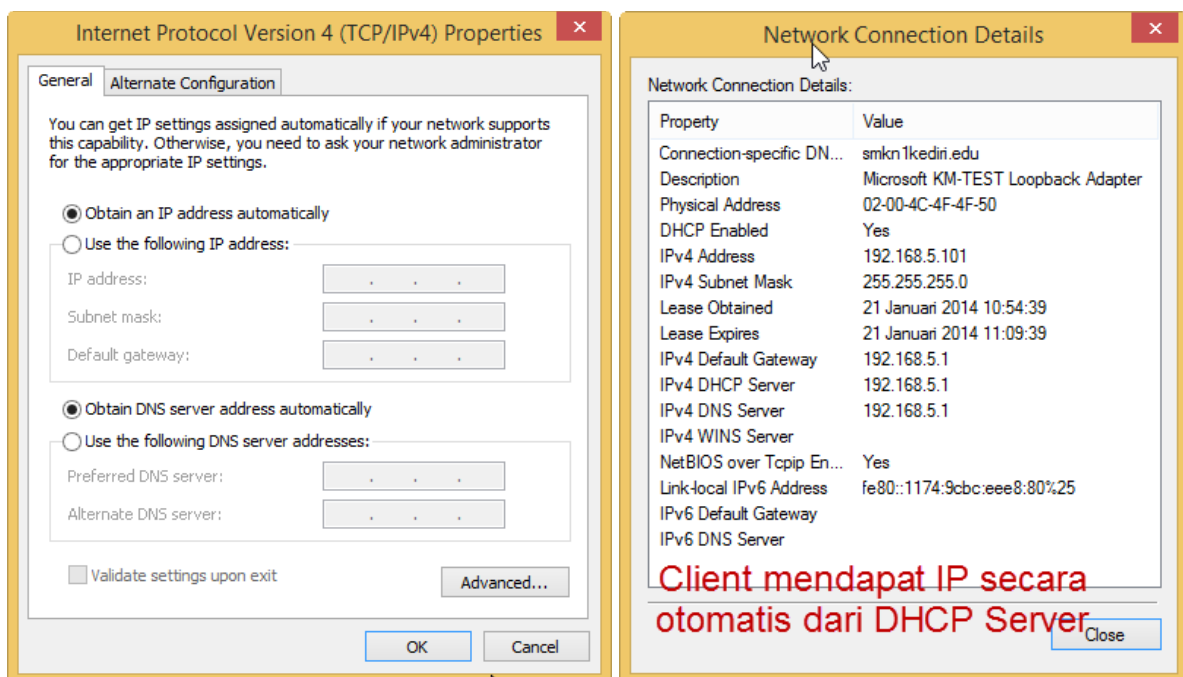 Internet Protocol Version 4 (TCP/IPv4) Properties
General
Alternate Configuration
You can get IP settings assigned automatically if your network supports
this capability. Otherwise, you need to ask your network administrator
for the appropriate IP settings.
Obtain an IP address automatically
Use the following IP address:
IP address:
Subnet mask:
Default gateway:
Obtain DNS server address automatically
Use the following DNS server addresses:
Preferred DNS server:
Alternate DNS server:
Validate settings upon exit
Advanced...
OK
Cancel
Network Connection Details
Network Connection Details:
Property Value
Connection-specific DN... smkn1kediri.edu
Description Microsoft KM-TEST Loopback Adapter
Physical Address 02-00-4C-4F-4F-50
DHCP Enabled Yes
IPv4 Address 192.168.5.101
IPv4 Subnet Mask 255.255.255.0
Lease Obtained 21 Januari 2014 10:54:39
Lease Expires 21 Januari 2014 11:09:39
IPv4 Default Gateway 192.168.5.1
IPv4 DHCP Server 192.168.5.1
IPv4 DNS Server 192.168.5.1
IPv4 WINS Server
NetBIOS over Tcpip En... Yes
Link-local IPv6 Address fe80::1174:9cbc:eee8:80%25
IPv6 Default Gateway
IPv6 DNS Server
Client mendapat IP secara
otomatis dari DHCP Server
Close